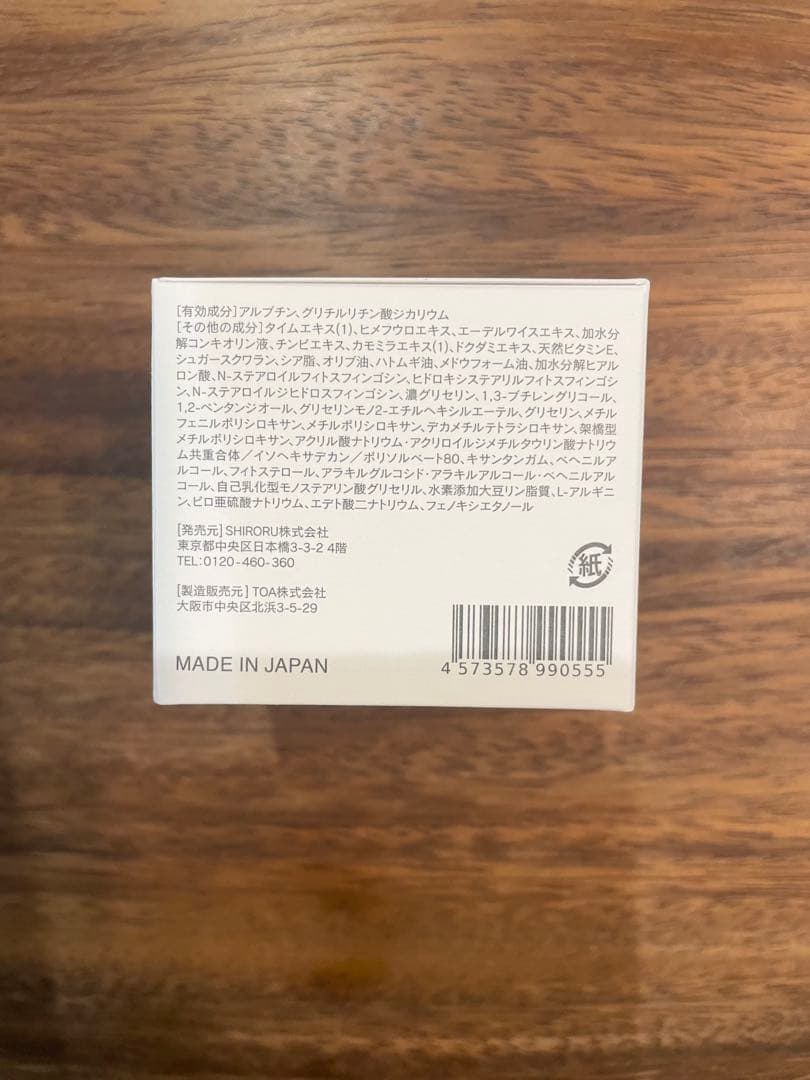 [有効成分]アルブチン、グリチルリチン酸ジカリウム
[その他の成分]タイムエキス(1)、ヒメフウロエキス、エーデルワイスエキス、加水分
解コンキオリン液、チンピエキス、カモミラエキス(1)、ドクダミエキス、天然ビタミンE、
シュガースクワラン、シア脂、オリブ油、ハトムギ油、メドウフォーム油、加水分解ヒアル
ロン酸、N-ステアロイルフィトスフィンゴシン、ヒドロキシステアリルフィトスフィンゴシ
ン、N-ステアロイルジヒドロスフィンゴシン、濃グリセリン、1,3-ブチレングリコール、
1,2-ペンタンジオール、グリセリンモノ2-エチルヘキシルエーテル、グリセリン、メチル
フェニルポリシロキサン、メチルポリシロキサン、デカメチルテトラシロキサン、架橋型
メチルポリシロキサン、アクリル酸ナトリウム・アクリロイルジメチルタウリン酸ナトリウ
ム共重合体/イソヘキサデカン/ポリソルベート80、キサンタンガム、ベヘニルア
ルコール、フィトステロール、アラキルグルコシド・アラキルアルコール・ベヘニルアル
コール、自己乳化型モノステアリン酸グリセリル、水素添加大豆リン脂質、L-アルギニ
ン、ピロ亜硫酸ナトリウム、エデト酸二ナトリウム、フェノキシエタノール
[発売元]SHIRORU株式会社
東京都中央区日本橋3-3-2 4階
TEL:0120-460-360
紙
[製造販売元]TOA株式会社
大阪市中央区北浜3-5-29
MADE IN JAPAN
4 573578 990555